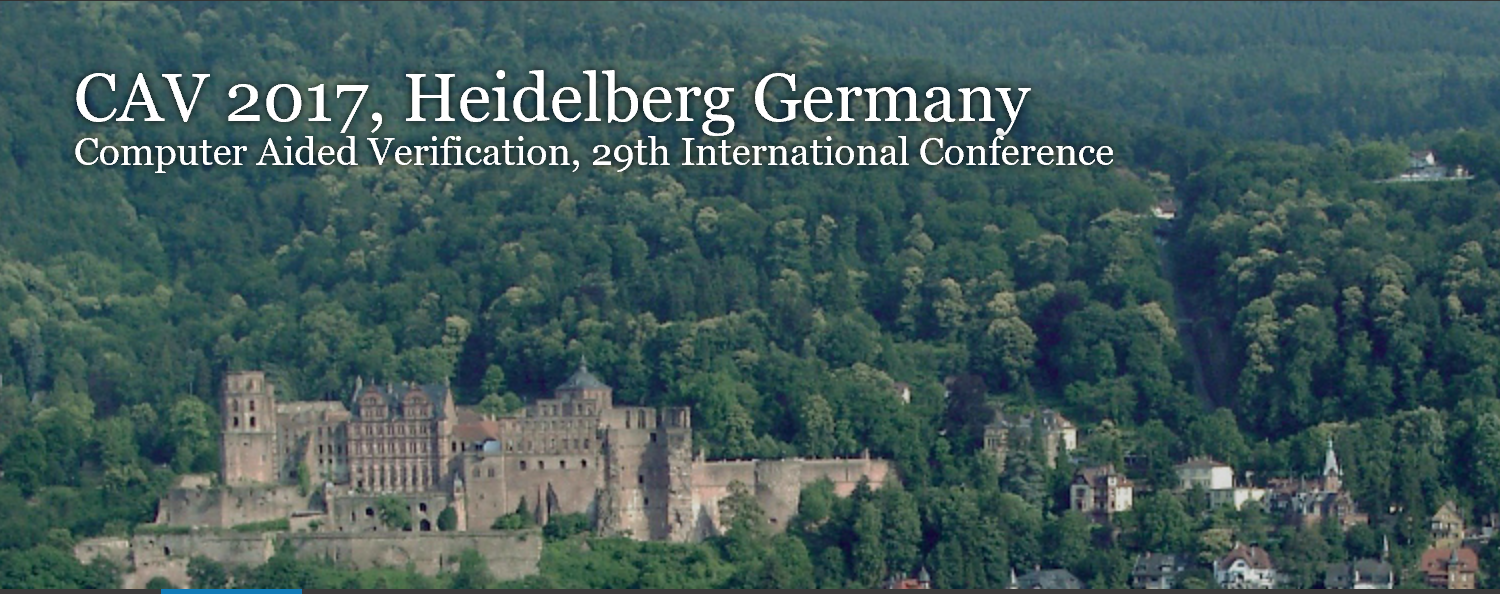 CAV 2017, Heidelberg Germany
Computer Aided Verification, 29th International Conference